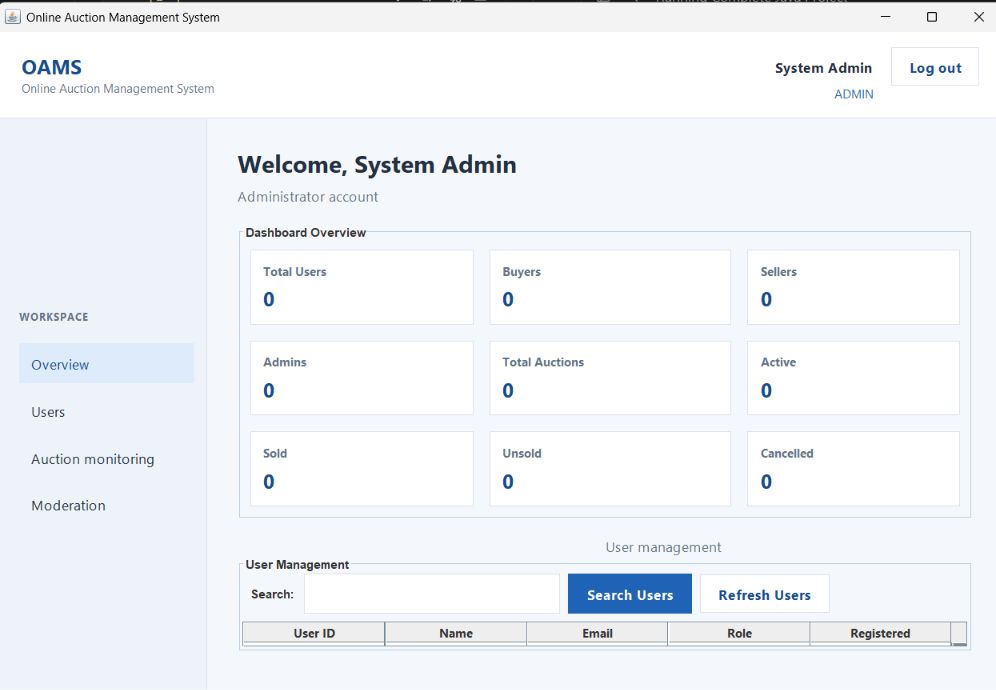 Online Auction Management System
OAMS
Online Auction Management System
System Admin
ADMIN
Log out
WORKSPACE
Overview
Users
Auction monitoring
Moderation
Welcome, System Admin
Administrator account
Dashboard Overview
Total Users
0
Buyers
0
Sellers
0
Admins
0
Total Auctions
0
Active
0
Sold
0
Unsold
0
Cancelled
0
User management
User Management
Search:
Search Users
Refresh Users
User ID Name Email Role Registered